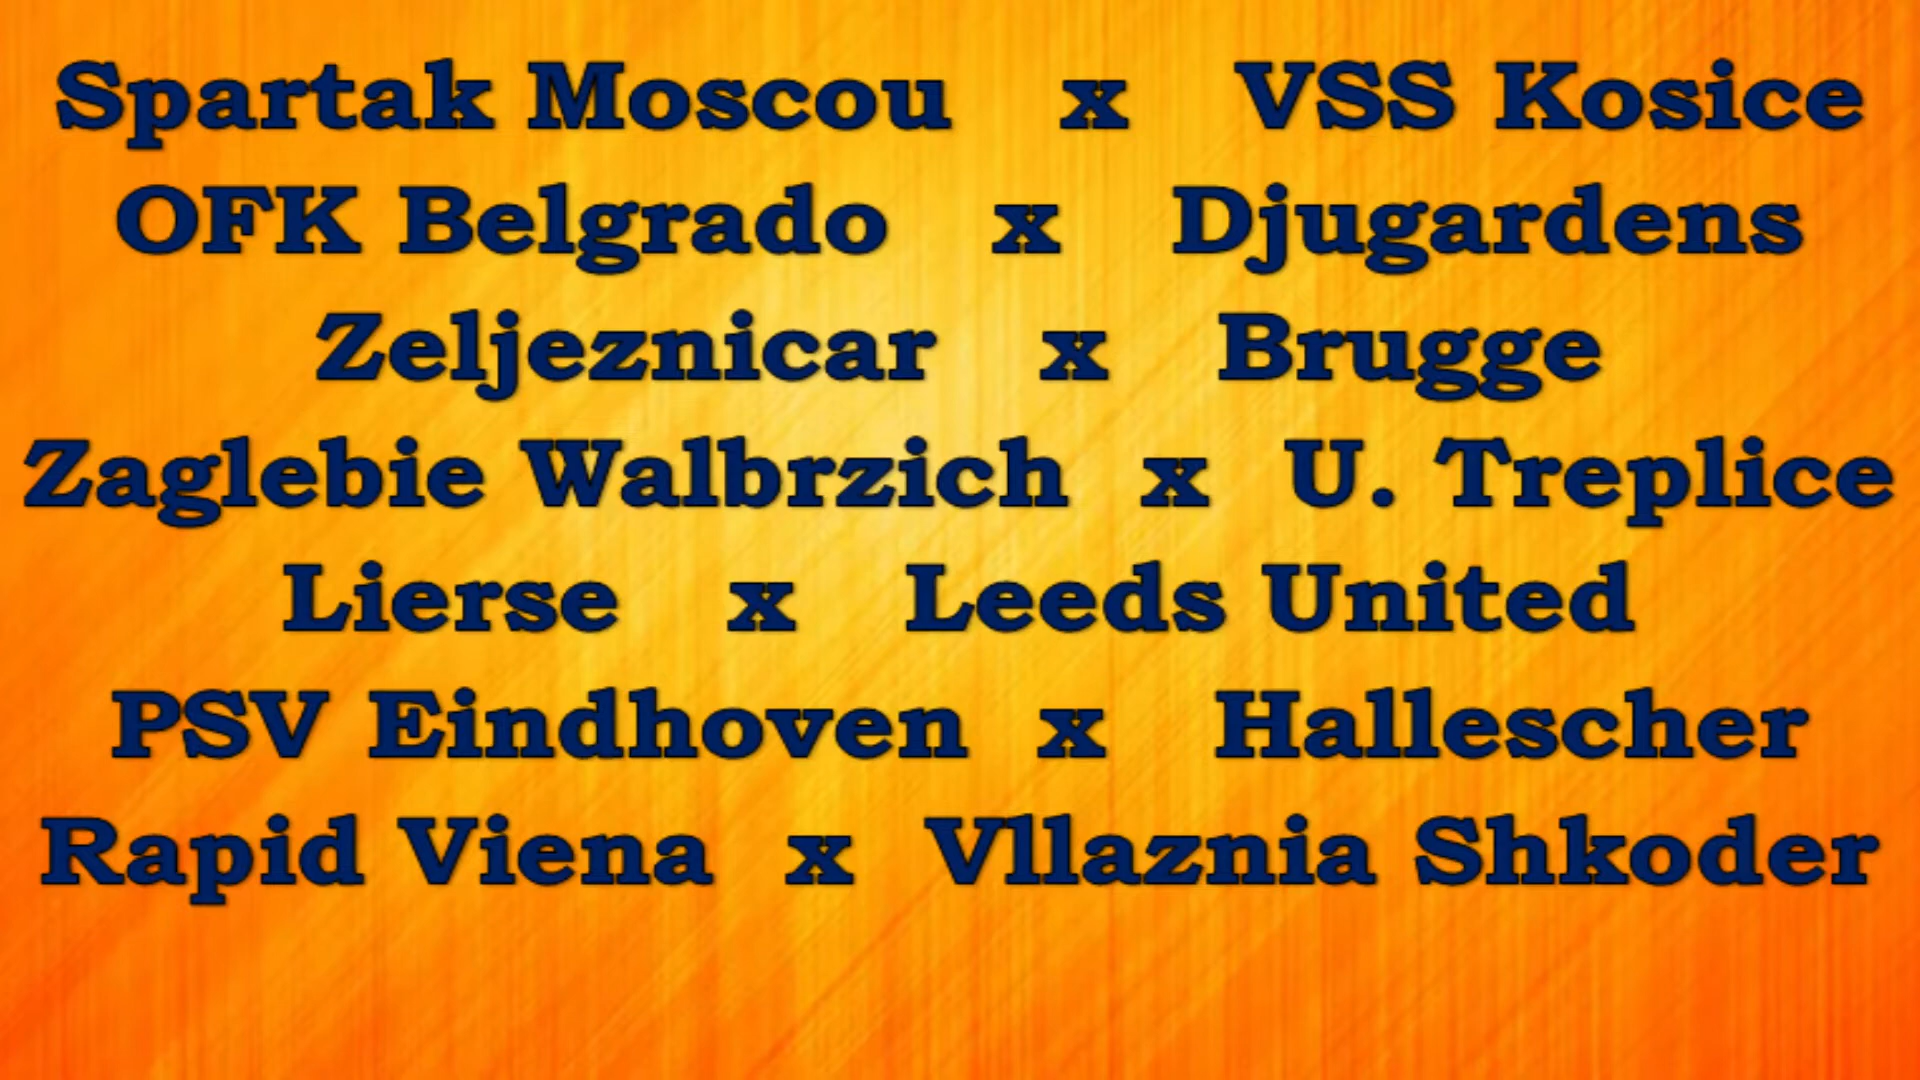 Spartak Moscou x VSS Kosice
OFK Belgrado x Djugardens
Zeljeznicar x Brugge
Zaglebie Walbrzich x U. Treplice
Lierse x Leeds United
PSV Eindhoven x Hallescher
Rapid Viena x Vllaznia Shkoder